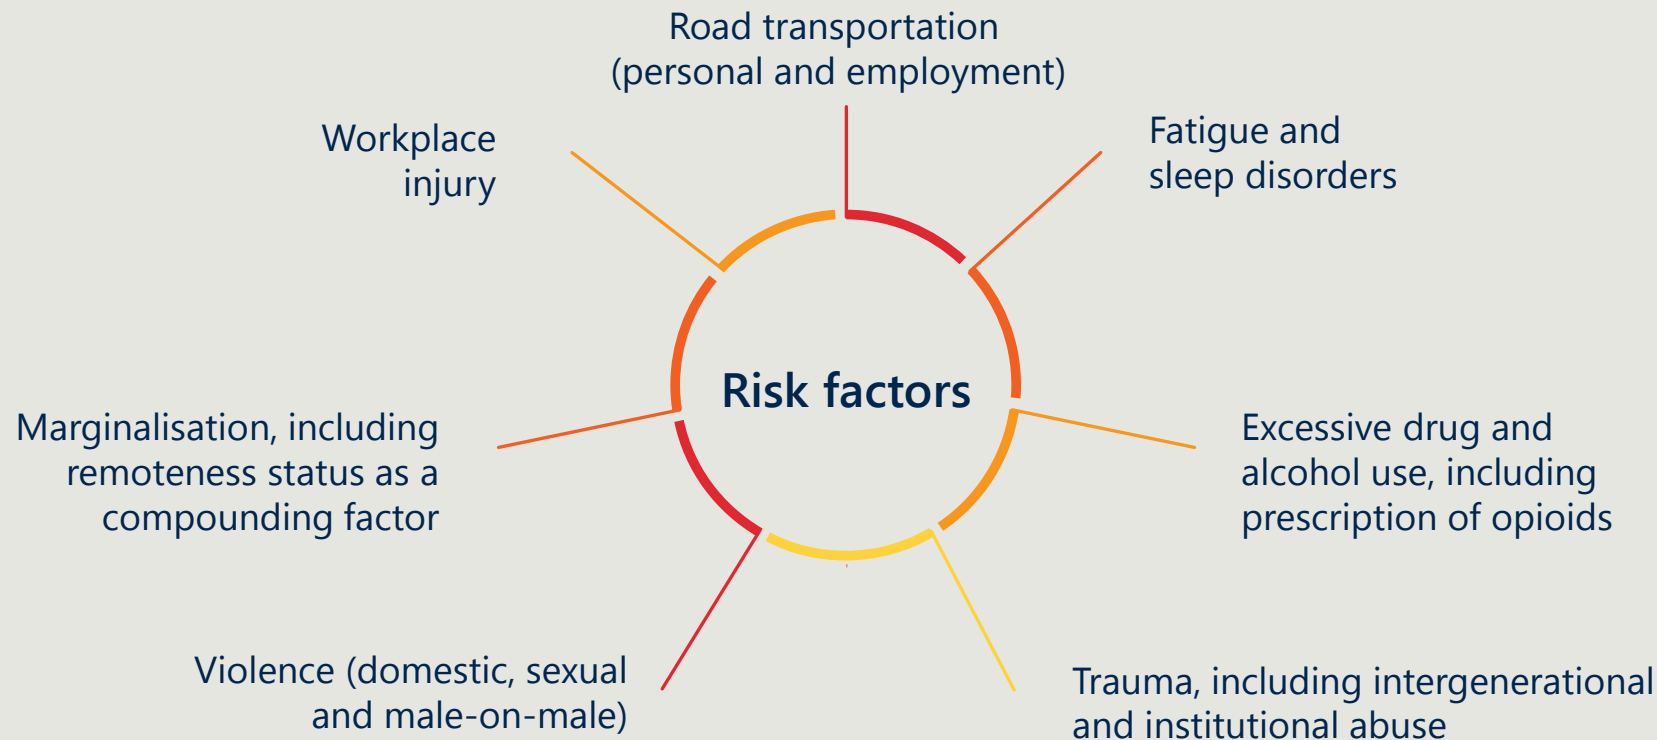 Road transportation
(personal and employment)
Fatigue and
sleep disorders
Excessive drug and
alcohol use, including
prescription of opioids
Trauma, including intergenerational
and institutional abuse
Violence (domestic, sexual
and male-on-male)
Marginalisation, including
remoteness status as a
compounding factor
Workplace
injury
Risk factors